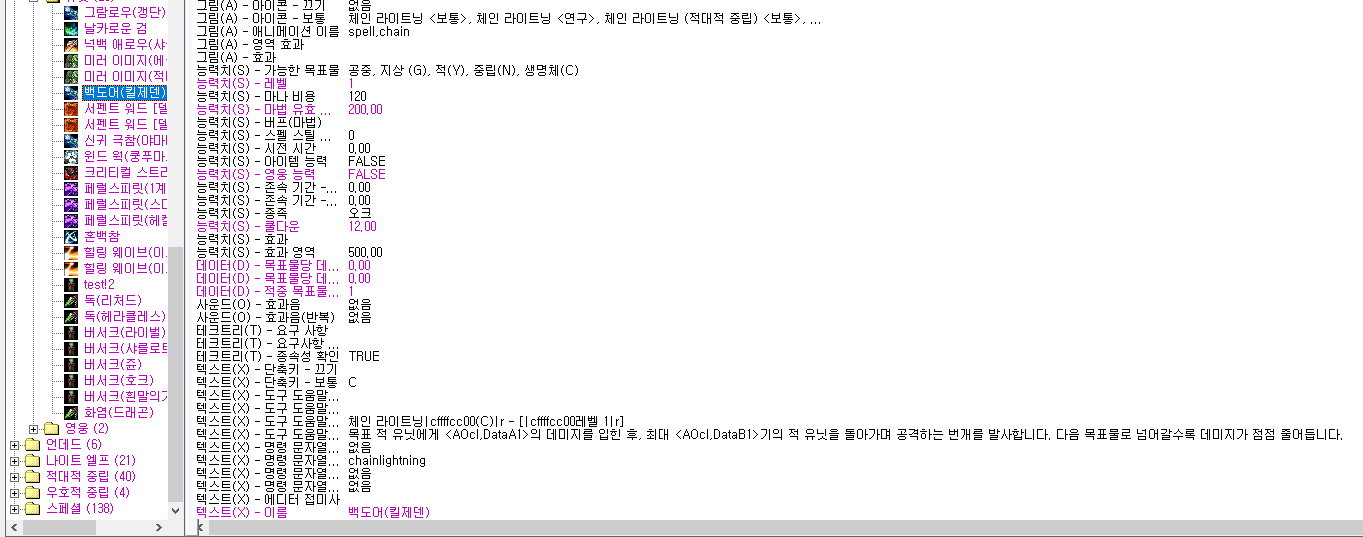 그람로우(갱단)
날카로운 검
넉백 애로우(샤
미러 이미지(에
미러 이미지(적
백도어(킬제덴)
서펜트 워드 [델
서펜트 워드 [델
신귀 극참(야마
윈드 워크(쿵푸마.
크리티컬 스트라
페럴스피릿(1계
페럴스피릿(스
페럴스피릿(헤컬
혼백참
힐링 웨이브(이.
힐링 웨이브(이.
test!2
독(리처드)
독(헤라클레스)
버서크(라이벌)
버서크(샤를로트
버서크(쥰)
버서크(호크)
버서크(흰말의기
화염(드래곤)
영웅 (2)
언데드 (6)
나이트 엘프 (21)
적대적 중립 (40)
우호적 중립 (4)
스페셜 (138)
그림(A) - 아이콘 - 끄기 없음
그림(A) - 아이콘 - 보통 체인 라이트닝 <보통>, 체인 라이트닝 <연구>, 체인 라이트닝 (적대적 중립) <보통>, ...
그림(A) - 애니메이션 이름 spell,chain
그림(A) - 영역 효과
그림(A) - 효과
능력치(S) - 가능한 목표물 공중, 지상 (G), 적(Y), 중립(N), 생명체(C)
능력치(S) - 레벨 1
능력치(S) - 마나 비용 120
능력치(S) - 마법 유효 ... 200.00
능력치(S) - 버프(마법)
능력치(S) - 스펠 스틸 ... 0
능력치(S) - 시전 시간 0.00
능력치(S) - 아이템 능력 FALSE
능력치(S) - 영웅 능력 FALSE
능력치(S) - 존속 기간 -... 0.00
능력치(S) - 존속 기간 -... 0.00
능력치(S) - 종족 오크
능력치(S) - 쿨다운 12.00
능력치(S) - 효과
능력치(S) - 효과 영역 500.00
데이터(D) - 목표물당 데... 0.00
데이터(D) - 목표물당 데... 0.00
데이터(D) - 적중 목표물... 1
사운드(O) - 효과음 없음
사운드(O) - 효과음(반복) 없음
테크트리(T) - 요구 사항
테크트리(T) - 요구사항 ...
테크트리(T) - 종속성 확인 TRUE
텍스트(X) - 단축키 - 끄기
텍스트(X) - 단축키 - 보통 C
텍스트(X) - 도구 도움말...
텍스트(X) - 도구 도움말...
텍스트(X) - 도구 도움말... 체인 라이트닝|cffffcc00(C)|r - [|cffffcc00레벨 1|r]
텍스트(X) - 도구 도움말... 목표 적 유닛에게 <AOcl,DataA1>의 데미지를 입힌 후, 최대 <AOcl,DataB1>기의 적 유닛을 돌아가며 공격하는 번개를 발사합니다. 다음 목표물로 넘어갈수록 데미지가 점점 줄어듭니다.
텍스트(X) - 명령 문자열... 없음
텍스트(X) - 명령 문자열... chainlightning
텍스트(X) - 명령 문자열... 없음
텍스트(X) - 명령 문자열... 없음
텍스트(X) - 에디터 접미사
텍스트(X) - 이름 백도어(킬제덴)